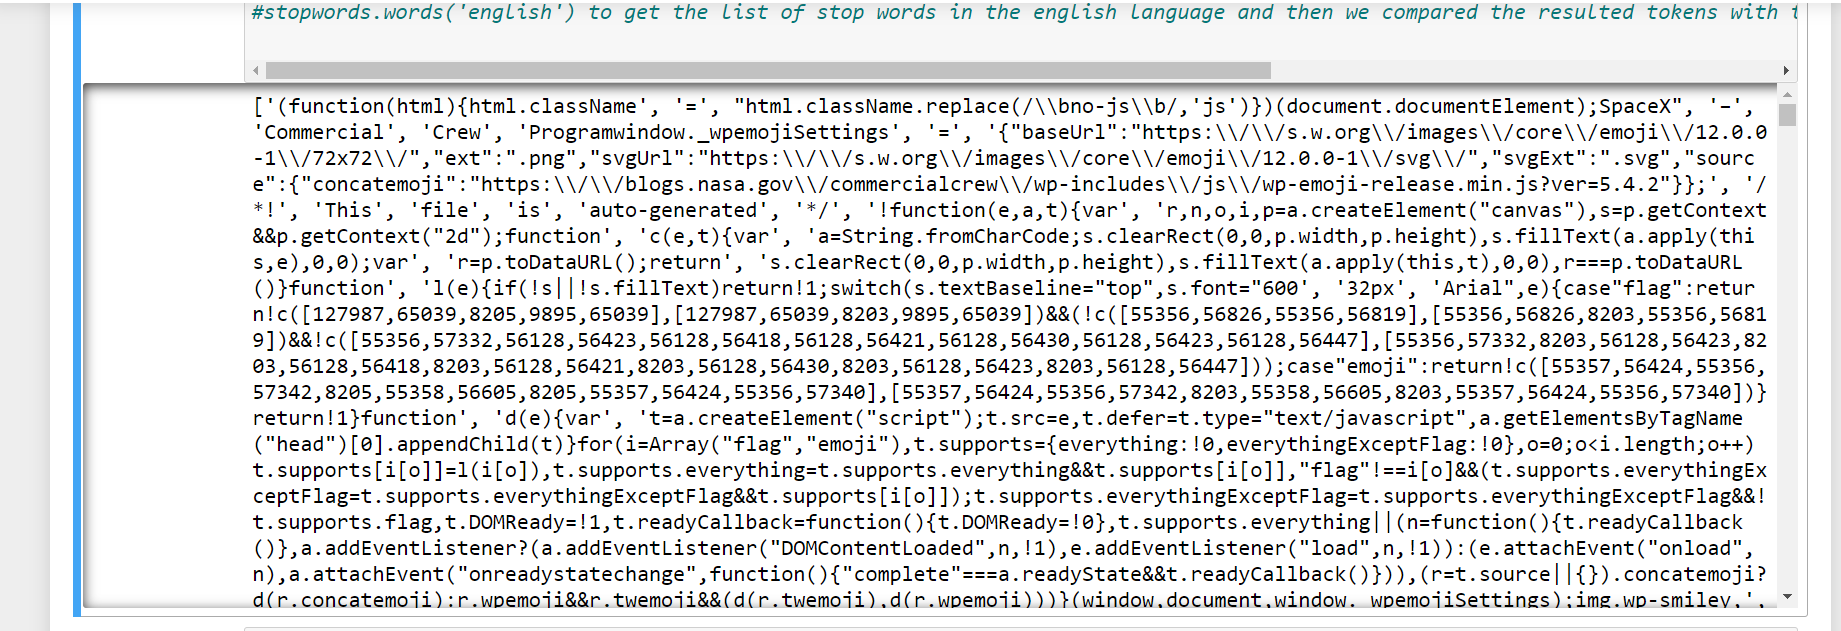 #stopwords.words('english') to get the list of stop words in the english language and then we compared the resulted tokens with t
['(function(html){html.className', '=', "html.className.replace(/\\bno-js\\b/,'js')})(document.documentElement);SpaceX", '–',
'Commercial', 'Crew', 'Programwindow._wpemojiSettings', '=', '{"baseUrl":"https:\\/\\/s.w.org\\/images\\/core\\/emoji\\/12.0.0
-1\\/72x72\\/","ext":".png","svgUrl":"https:\\/\\/s.w.org\\/images\\/core\\/emoji\\/12.0.0-1\\/svg\\/","svgExt":".svg","sourc
e":{"concatemoji":"https:\\/\\/blogs.nasa.gov\\/commercialcrew\\/wp-includes\\/js\\/wp-emoji-release.min.js?ver=5.4.2"}};', '/
*!', 'This', 'file', 'is', 'auto-generated', '*/', '!function(e,a,t){var', 'r,n,o,i,p=a.createElement("canvas"),s=p.getContext
&&p.getContext("2d");function', 'c(e,t){var', 'a=String.fromCharCode;s.clearRect(0,0,p.width,p.height),s.fillText(a.apply(thi
s,e),0,0);var', 'r=p.toDataURL();return', 's.clearRect(0,0,p.width,p.height),s.fillText(a.apply(this,t),0,0),r===p.toDataURL
()}function', 'l(e){if(!s||!s.fillText)return!1;switch(s.textBaseline="top",s.font="600', '32px', 'Arial",e){case"flag":retur
n!c([127987,65039,8205,9895,65039],[127987,65039,8203,9895,65039])&&(!c([55356,56826,55356,56819],[55356,56826,8203,55356,5681
9])&&!c([55356,57332,56128,56423,56128,56418,56128,56421,56128,56430,56128,56423,56128,56447],[55356,57332,8203,56128,56423,82
03,56128,56418,8203,56128,56421,8203,56128,56430,8203,56128,56423,8203,56128,56447]));case"emoji":return!c([55357,56424,55356,
57342,8205,55358,56605,8205,55357,56424,55356,57340],[55357,56424,55356,57342,8203,55358,56605,8203,55357,56424,55356,57340])}
return!1}function', 'd(e){var', 't=a.createElement("script");t.src=e,t.defer=t.type="text/javascript",a.getElementsByTagName
("head")[0].appendChild(t)}for(i=Array("flag","emoji"),t.supports={everything:!0,everythingExceptFlag:!0},o=0;o<i.length;o++)
t.supports[i[o]]=l(i[o]),t.supports.everything=t.supports.everything&&t.supports[i[o]],"flag"!==i[o]&&(t.supports.everythingEx
ceptFlag=t.supports.everythingExceptFlag&&t.supports[i[o]]);t.supports.everythingExceptFlag=t.supports.everythingExceptFlag&&!
t.supports.flag,t.DOMReady=!1,t.readyCallback=function(){t.DOMReady=!0},t.supports.everything||(n=function(){t.readyCallback
()},a.addEventListener?(a.addEventListener("DOMContentLoaded",n,!1),e.addEventListener("load",n,!1)):(e.attachEvent("onload",
n),a.attachEvent("onreadystatechange",function(){"complete"===a.readyState&&t.readyCallback()})),(r=t.source||{}).concatemoji?
d(r.concatemoji):r.wpemoji&&r.twemoji&&(d(r.twemoji),d(r.wpemoji)))}(window,document,window._wpemojiSettings);img.wp-smiley,',